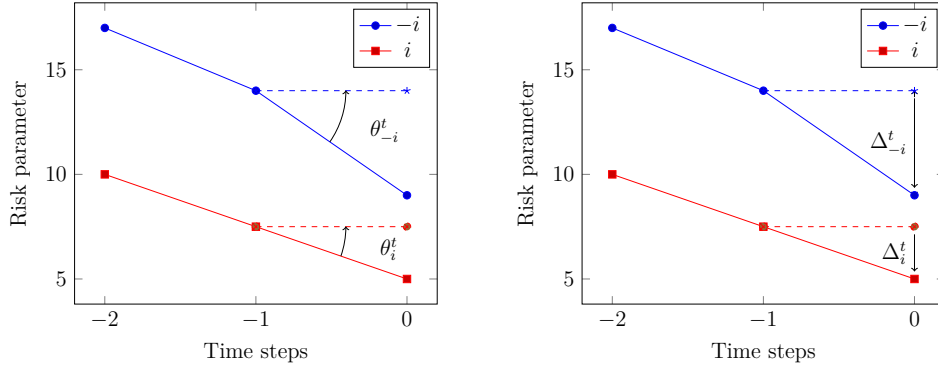 −i
i
15
10
5
θ^t_{−i}
θ^t_i
−2
−1
0
Time steps
Risk parameter
−i
i
15
10
5
Δ^t_{−i}
Δ^t_i
−2
−1
0
Time steps
Risk parameter